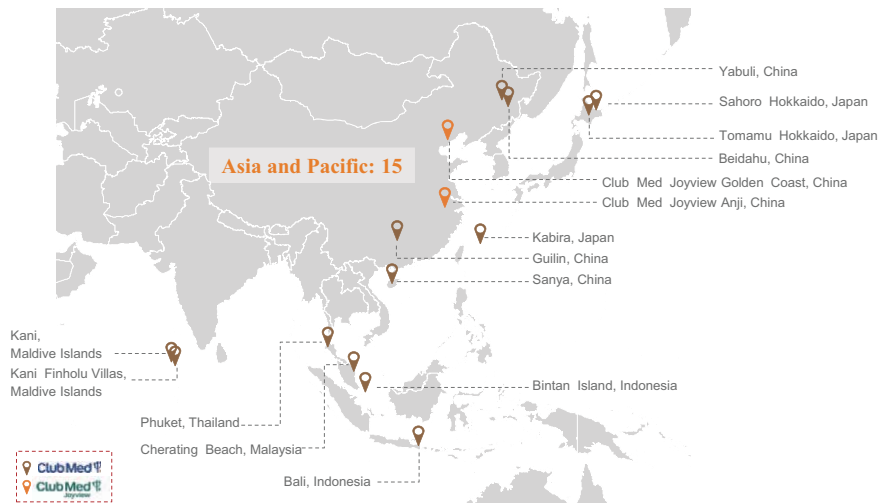 Yabuli, China
Sahoro Hokkaido, Japan
Tomamu Hokkaido, Japan
Beidahu, China
Asia and Pacific: 15
Club Med Joyview Golden Coast, China
Club Med Joyview Anji, China
Kabira, Japan
Guilin, China
Sanya, China
Kani,
Maldive Islands
Kani Finholu Villas,
Maldive Islands
Bintan Island, Indonesia
Phuket, Thailand
Cherating Beach, Malaysia
Bali, Indonesia
ClubMed
ClubMed
Joyview